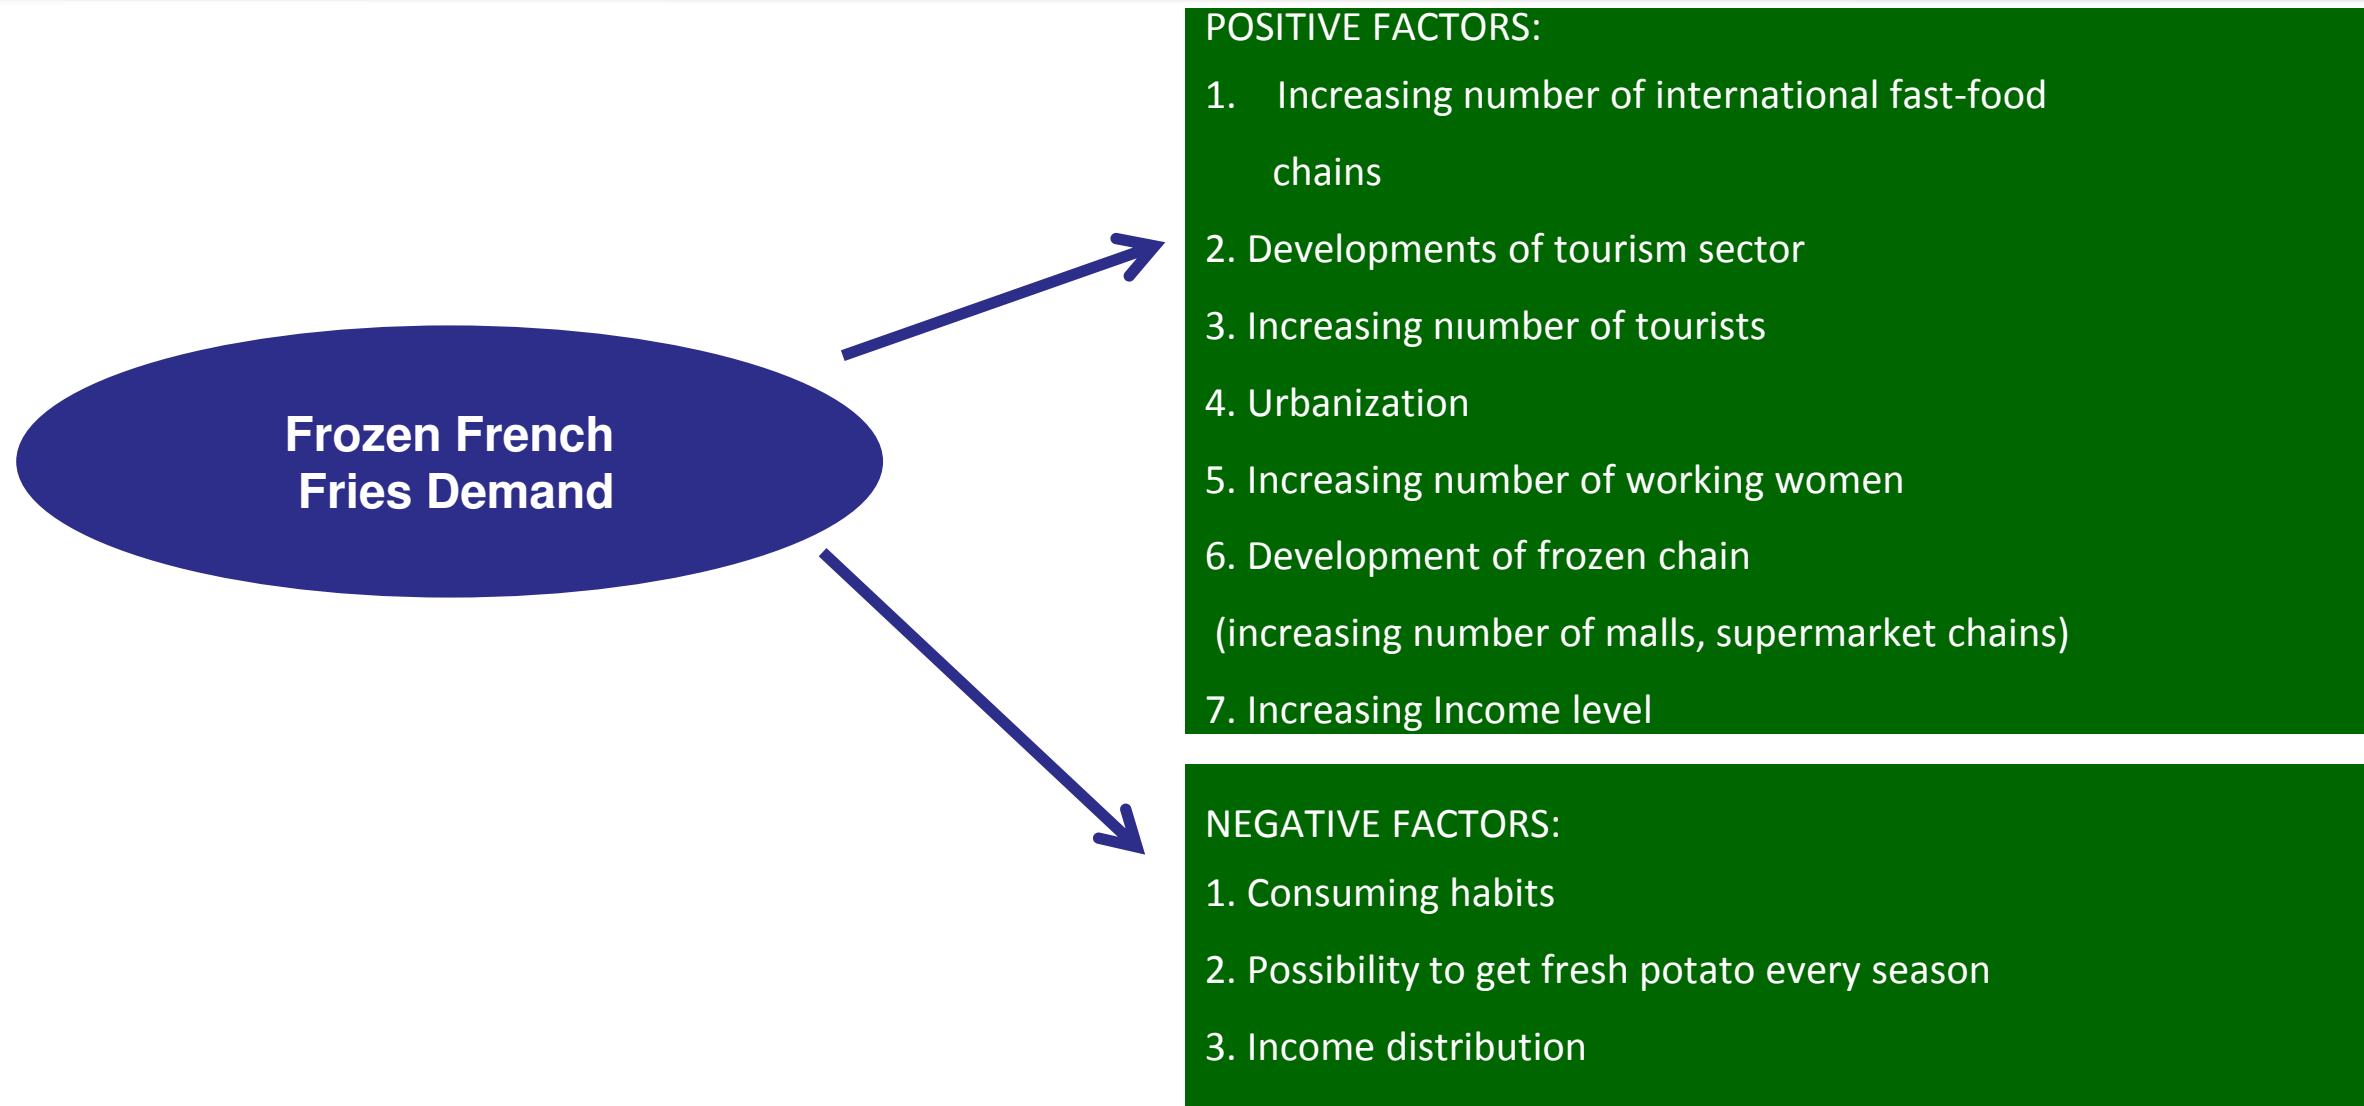 Frozen French
Fries Demand
POSITIVE FACTORS:
1. Increasing number of international fast-food
chains
2. Developments of tourism sector
3. Increasing nıumber of tourists
4. Urbanization
5. Increasing number of working women
6. Development of frozen chain
(increasing number of malls, supermarket chains)
7. Increasing Income level
NEGATIVE FACTORS:
1. Consuming habits
2. Possibility to get fresh potato every season
3. Income distribution